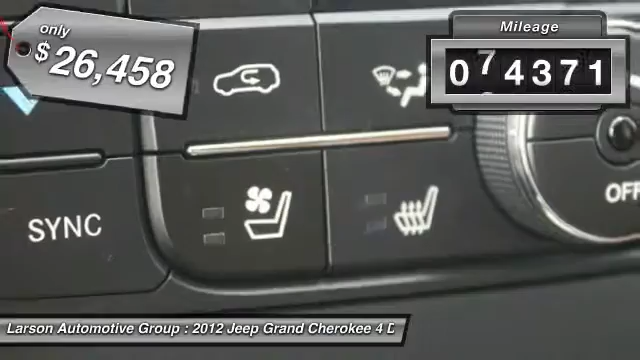 only
$26,458
Mileage
074371
SYNC
OFF
Larson Automotive Group : 2012 Jeep Grand Cherokee 4 D